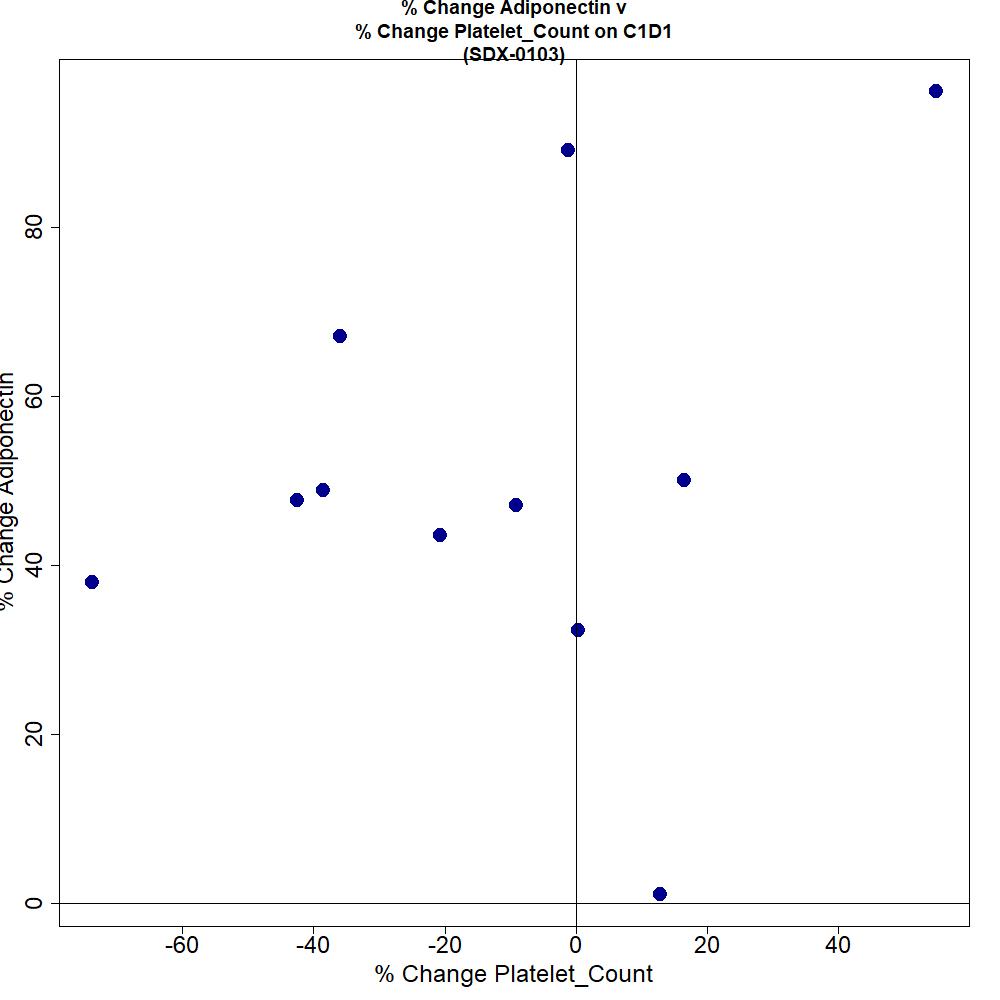 % Change Adiponectin v
% Change Platelet_Count on C1D1
(SDX-0103)
% Change Adiponectin
80
60
40
20
0
-60
-40
-20
0
20
40
% Change Platelet_Count